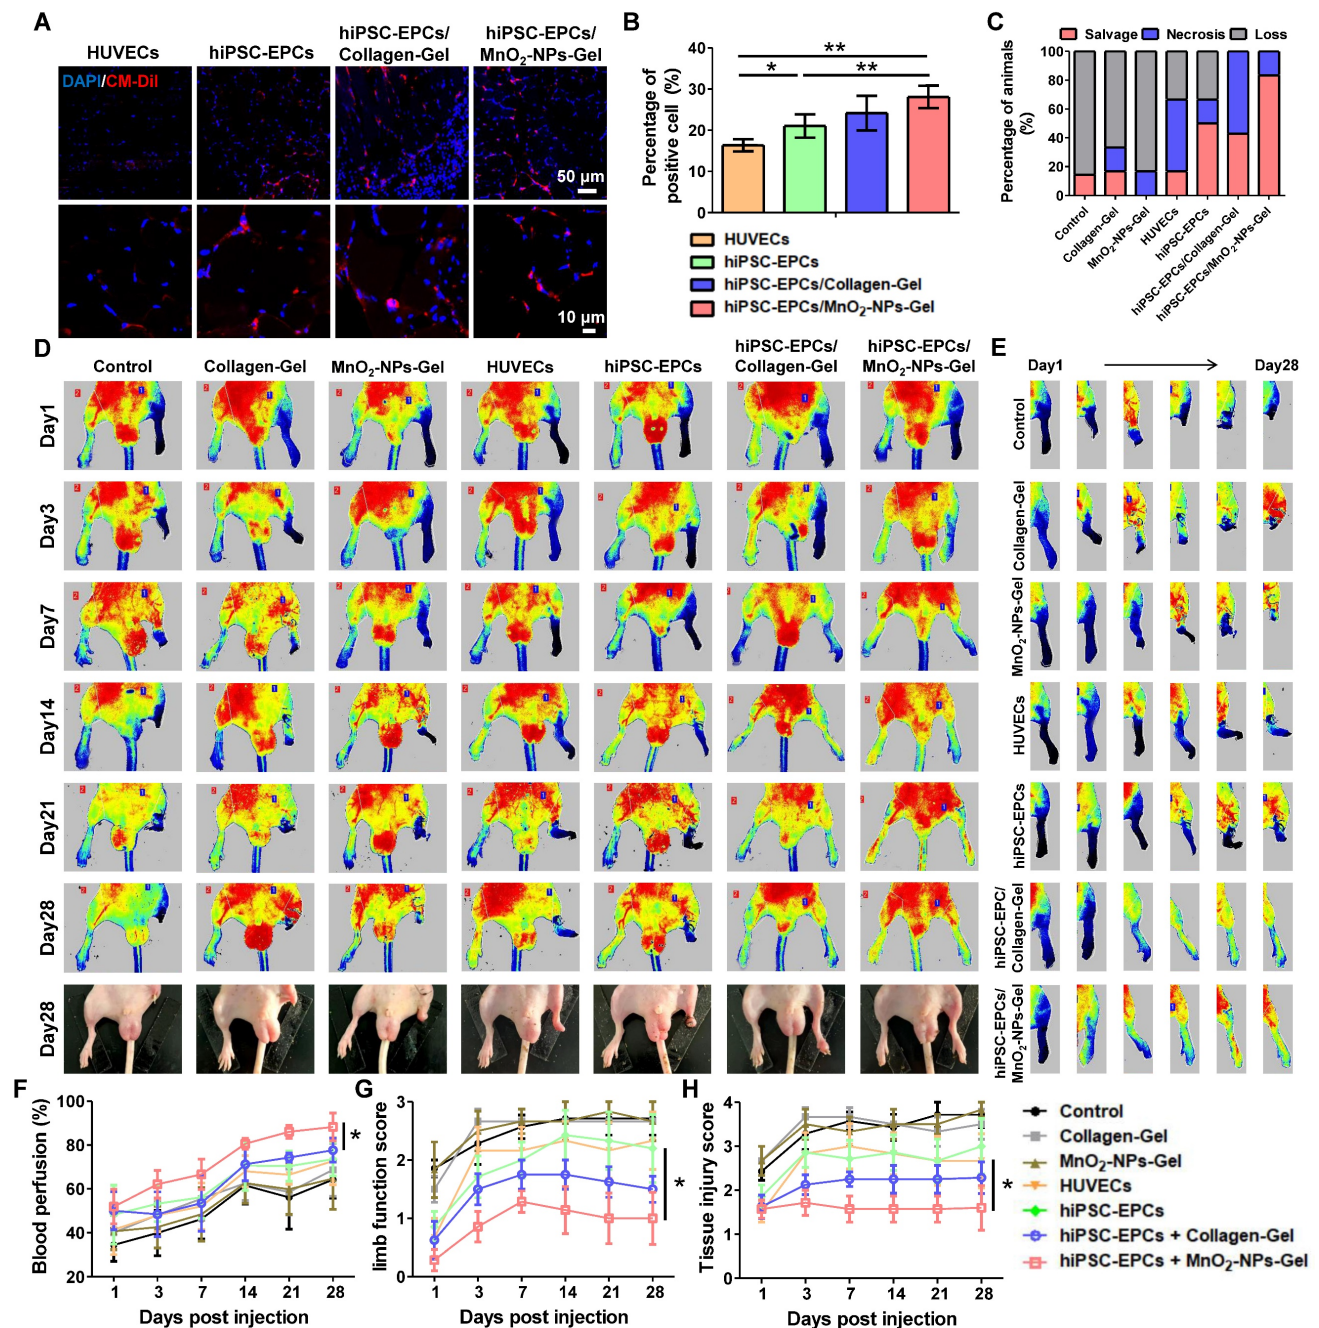 A
HUVECs
hiPSC-EPCs
hiPSC-EPCs/
Collagen-Gel
hiPSC-EPCs/
MnO₂-NPs-Gel
DAPI/CM-Dil
50 μm
10 μm
B
Percentage of
positive cell (%)
40
30
20
10
0
**
*
**
HUVECs
hiPSC-EPCs
hiPSC-EPCs/Collagen-Gel
hiPSC-EPCs/MnO₂-NPs-Gel
C
Salvage
Necrosis
Loss
Percentage of animals
(%)
100
80
60
40
20
0
Control
Collagen-Gel
MnO₂-NPs-Gel
HUVECs
hiPSC-EPCs
hiPSC-EPCs/Collagen-Gel
hiPSC-EPCs/MnO₂-NPs-Gel
D
Control
Collagen-Gel
MnO₂-NPs-Gel
HUVECs
hiPSC-EPCs
hiPSC-EPCs/
Collagen-Gel
hiPSC-EPCs/
MnO₂-NPs-Gel
Day1
Day3
Day7
Day14
Day21
Day28
Day28
E
Day1
Day28
Control
Collagen-Gel
MnO₂-NPs-Gel
HUVECs
hiPSC-EPCs
hiPSC-EPC/
Collagen-Gel
hiPSC-EPCs/
MnO₂-NPs-Gel
F
Blood perfusion (%)
100
80
60
40
20
*
1 3 7 14 21 28
Days post injection
G
limb function score
3
2
1
0
*
1 3 7 14 21 28
Days post injection
H
Tissue injury score
4
3
2
1
0
*
1 3 7 14 21 28
Days post injection
Control
Collagen-Gel
MnO₂-NPs-Gel
HUVECs
hiPSC-EPCs
hiPSC-EPCs + Collagen-Gel
hiPSC-EPCs + MnO₂-NPs-Gel